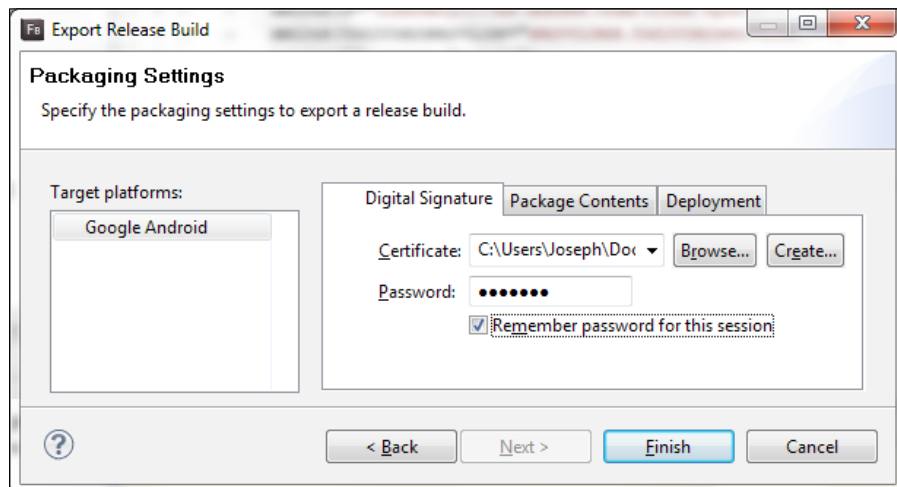 FB Export Release Build
Packaging Settings
Specify the packaging settings to export a release build.
Target platforms:
Google Android
Digital Signature Package Contents Deployment
Certificate: C:\Users\Joseph\Doc Browse... Create...
Password: •••••••
Remember password for this session
? < Back Next > Finish Cancel